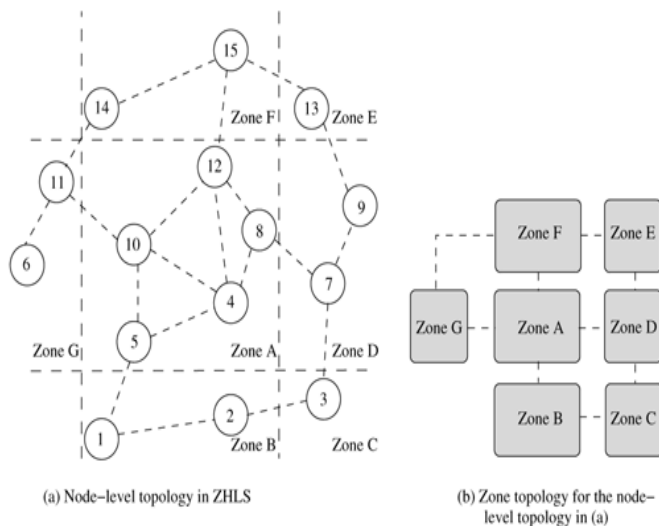 15
14
13
Zone F
Zone E
12
11
9
10
8
6
7
4
5
Zone G
Zone A
Zone D
3
2
1
Zone B
Zone C
(a) Node-level topology in ZHLS
Zone F
Zone E
Zone G
Zone A
Zone D
Zone B
Zone C
(b) Zone topology for the node-
level topology in (a)